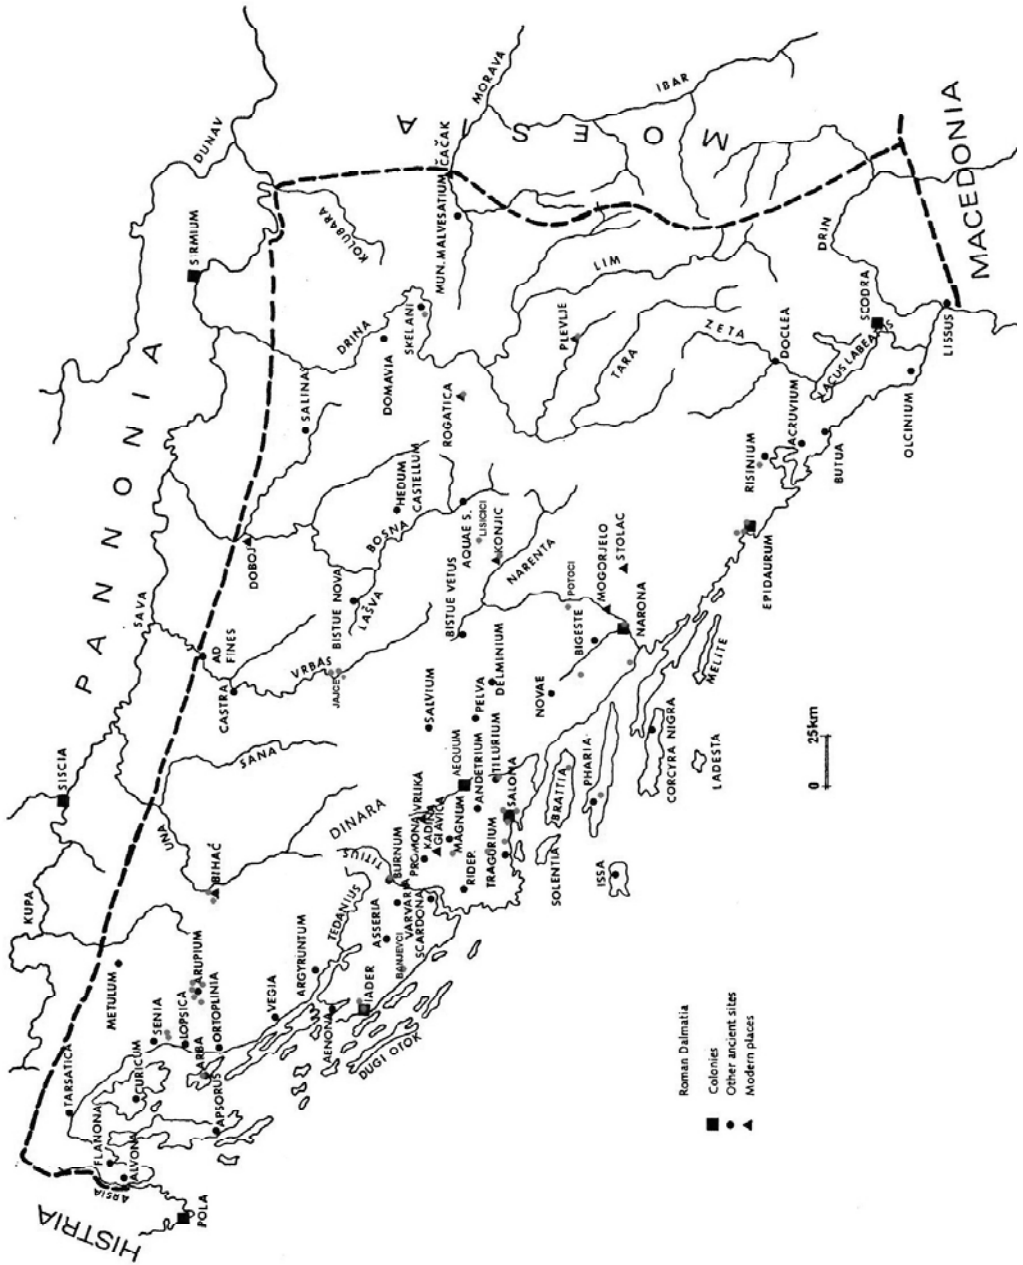 HISTRIA
PANNONIA
MOESIA
MACEDONIA
KUPA
SISCIA
SAVA
UNA
SANA
DINARA
DUNAV
SIRMIUM
KOLUBARA
MORAVA
IBAR
DRINA
LIM
TARA
ZETA
DRIN
ARSIA
POLA
ALVONA
FLANONA
TARSATICA
CURICUM
APSORUS
ARBA
METULUM
SENIA
LOPSICA
ARUPIUM
ORTOPLINIA
BIHAĆ
VEGIA
ARGYRUNTUM
TEDANIUS
AENONA
IADER
DUGI OTOK
ASSERIA
BANJEVCI
VARVARIA
SCARDONA
TITIUS
BURNUM
PROMONA
KADINA
GLAVICA
VRLIKA
MAGNUM
RIDER
TRAGURIUM
AEQUUM
ANDETRIUM
TILURIUM
SALONA
SALVIUM
PELVA
DELMINIUM
NOVAE
BIGESTE
SOLENTIA
BRATTIA
PHARIA
ISSA
CORCYRA NIGRA
LADESTA
MELITE
CASTRA
AD
FINES
VRBAS
JAJCE
BISTUE NOVA
LAŠVA
BISTUE VETUS
DOBOJ
BOSNA
HEDUM
CASTELLUM
SALINA
AQUAE S.
LISICICI
KONJIC
NARENTA
POTOCI
MOGORJELO
STOLAC
NARONA
DOMAVIA
SKELANI
ROGATICA
MUN. MALVESATIUM
ČAČAK
PLEVLJE
EPIDAURUM
RISINIUM
ACRUVIUM
BUTUA
DOCLEA
LACUS LABEATIS
SCODRA
OLCINIUM
LISSUS
0 25km
Roman Dalmatia
Colonies
Other ancient sites
Modern places